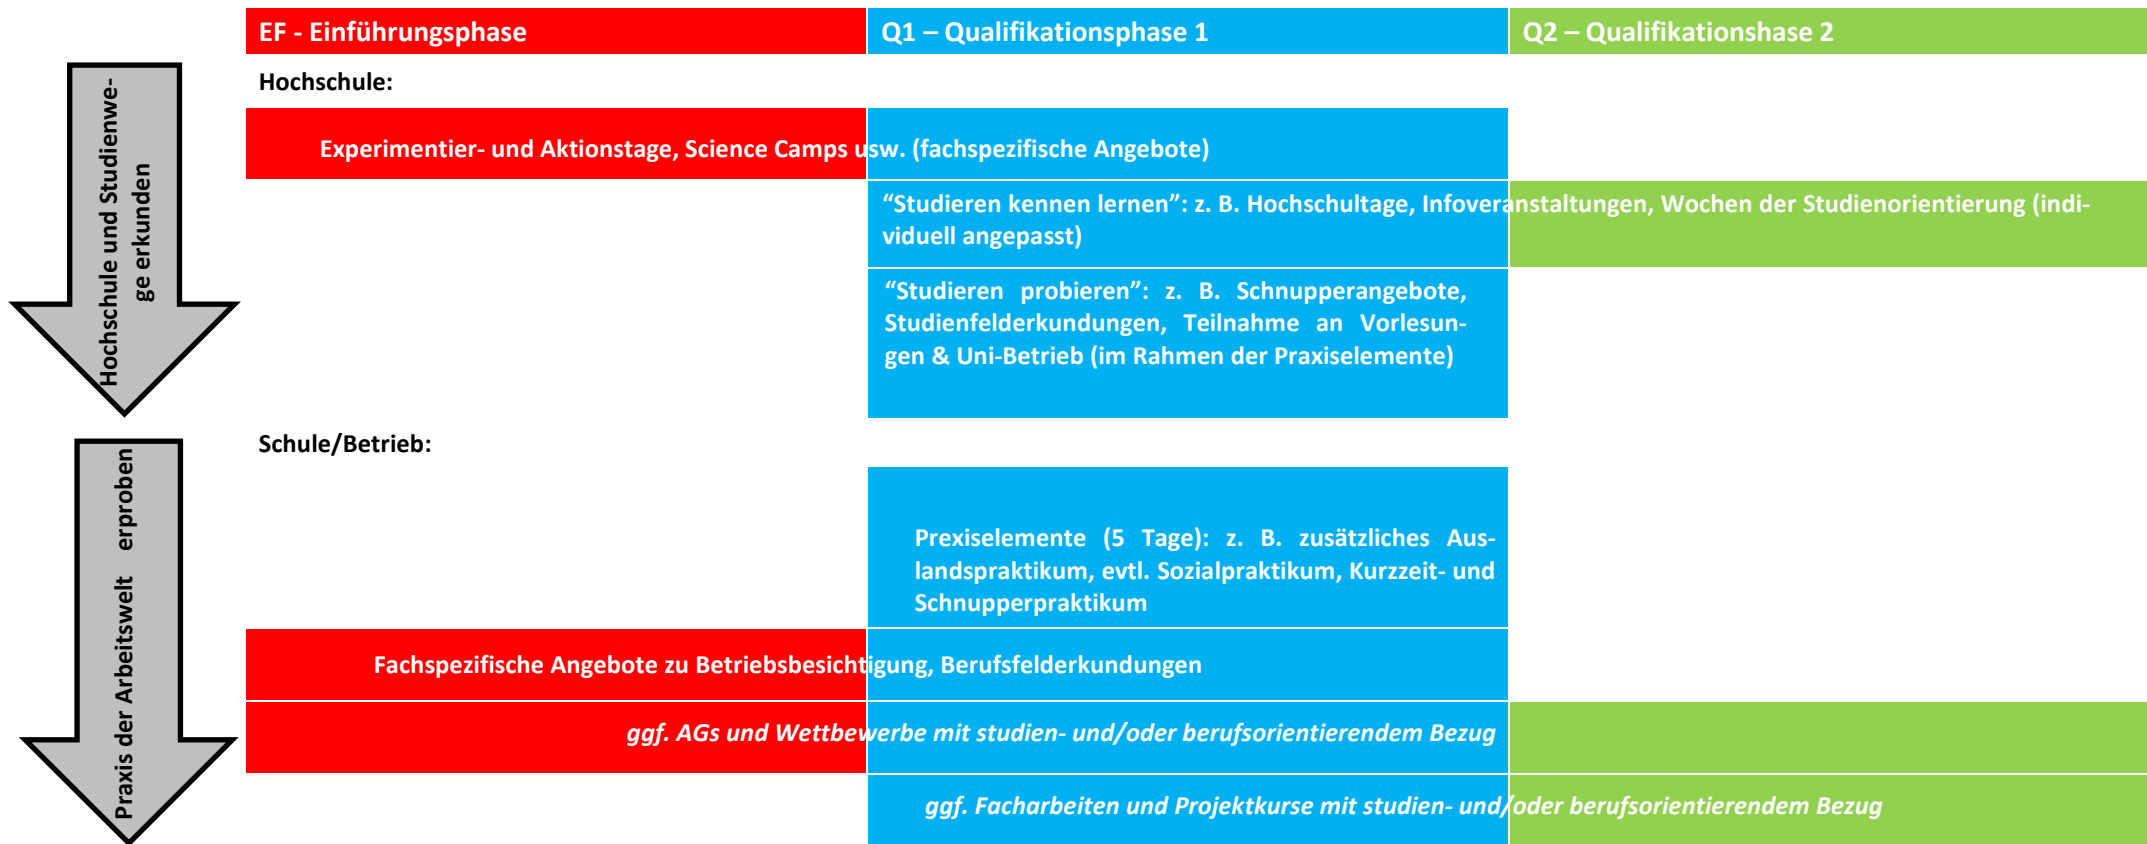 EF - Einführungsphase
Q1 – Qualifikationsphase 1
Q2 – Qualifikationshase 2
Hochschule und Studienwe-
ge erkunden
Hochschule:
Experimentier- und Aktionstage, Science Camps usw. (fachspezifische Angebote)
“Studieren kennen lernen”: z. B. Hochschultage, Infoveranstaltungen, Wochen der Studienorientierung (indi-
viduell angepasst)
“Studieren probieren”: z. B. Schnupperangebote,
Studienfelderkundungen, Teilnahme an Vorlesun-
gen & Uni-Betrieb (im Rahmen der Praxiselemente)
Praxis der Arbeitswelt erproben
Schule/Betrieb:
Prexiselemente (5 Tage): z. B. zusätzliches Aus-
landspraktikum, evtl. Sozialpraktikum, Kurzzeit- und
Schnupperpraktikum
Fachspezifische Angebote zu Betriebsbesichtigung, Berufsfelderkundungen
ggf. AGs und Wettbewerbe mit studien- und/oder berufsorientierendem Bezug
ggf. Facharbeiten und Projektkurse mit studien- und/oder berufsorientierendem Bezug